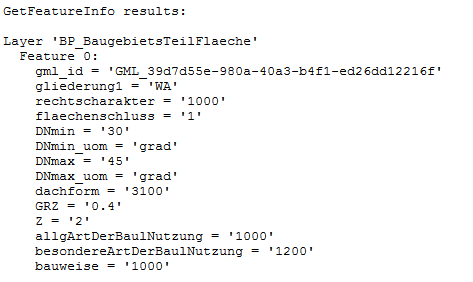 GetFeatureInfo results:
Layer 'BP_BaugebietsTeilFlaeche'
Feature 0:
gml_id = 'GML_39d7d55e-980a-40a3-b4f1-ed26dd12216f'
gliederung1 = 'WA'
rechtscharakter = '1000'
flaechenschluss = '1'
DNmin = '30'
DNmin_uom = 'grad'
DNmax = '45'
DNmax_uom = 'grad'
dachform = '3100'
GRZ = '0.4'
Z = '2'
allgArtDerBaulNutzung = '1000'
besondereArtDerBaulNutzung = '1200'
bauweise = '1000'